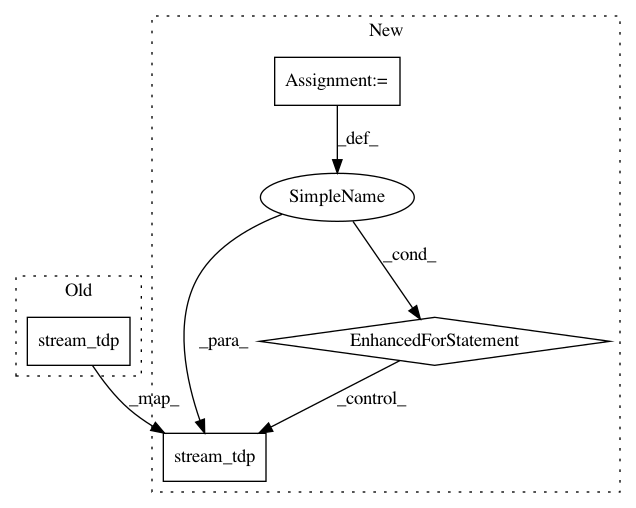 New
Assignment:=
_def_
SimpleName
_cond_
Old
stream_tdp
_para_
EnhancedForStatement
_map_
_control_
stream_tdp